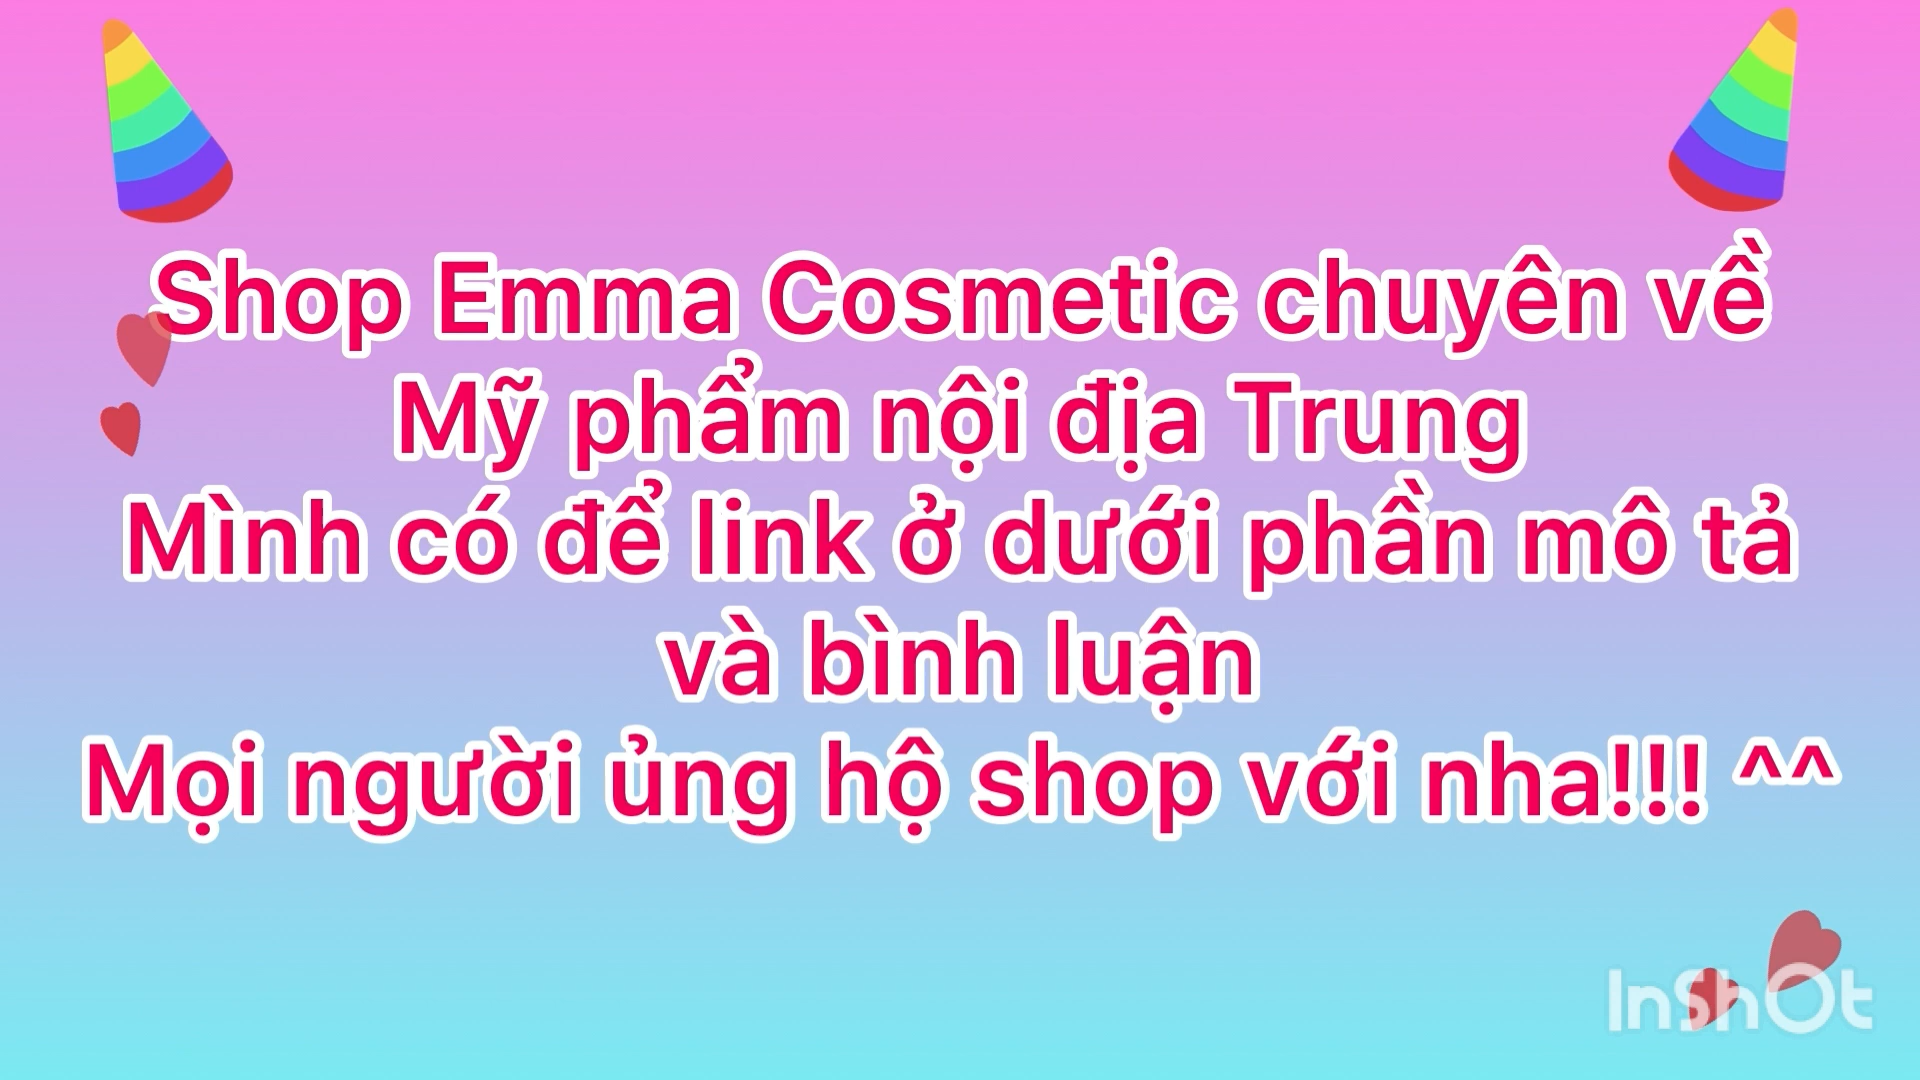 Shop Emma Cosmetic chuyên về
Mỹ phẩm nội địa Trung
Mình có để link ở dưới phần mô tả
và bình luận
Mọi người ủng hộ shop với nha!!! ^^
InShOt